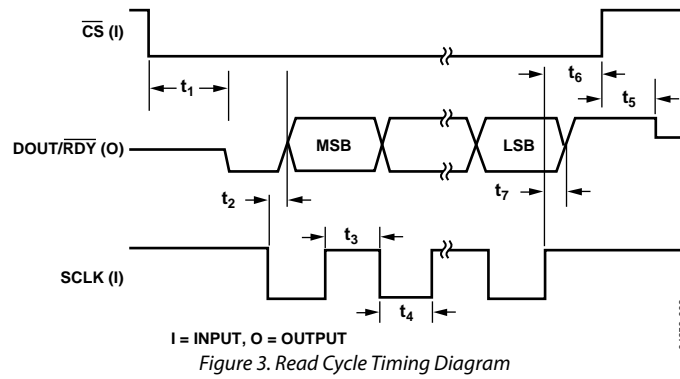 CS (I)
t6
t1
t5
DOUT/RDY (O)
MSB
LSB
t2
t3
t7
SCLK (I)
t4
I = INPUT, O = OUTPUT
Figure 3. Read Cycle Timing Diagram